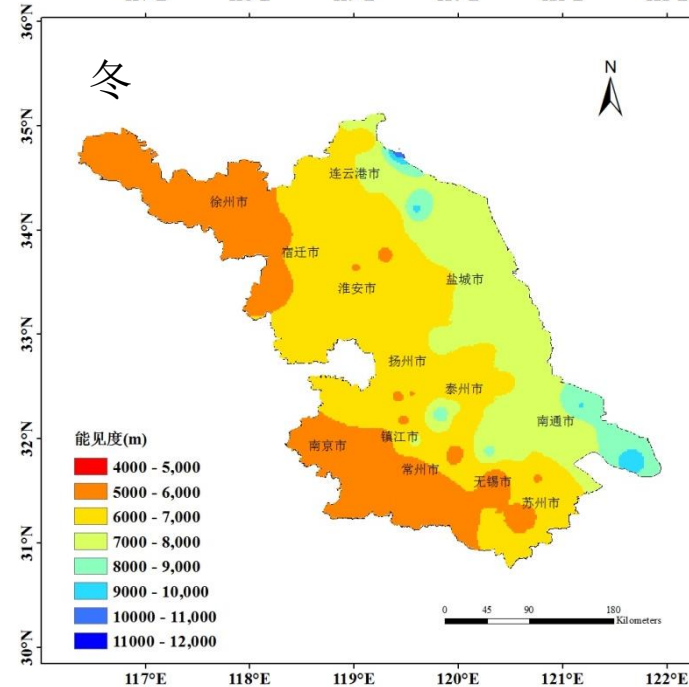 36°N
冬
N
35°N
连云港市
徐州市
34°N
宿迁市
盐城市
淮安市
33°N
扬州市
泰州市
南通市
32°N
能见度(m)
南京市
镇江市
常州市
无锡市
苏州市
4000 - 5,000
5000 - 6,000
6000 - 7,000
7000 - 8,000
8000 - 9,000
9000 - 10,000
10000 - 11,000
11000 - 12,000
31°N
0 45 90 180
Kilometers
30°N
117°E 118°E 119°E 120°E 121°E 122°E